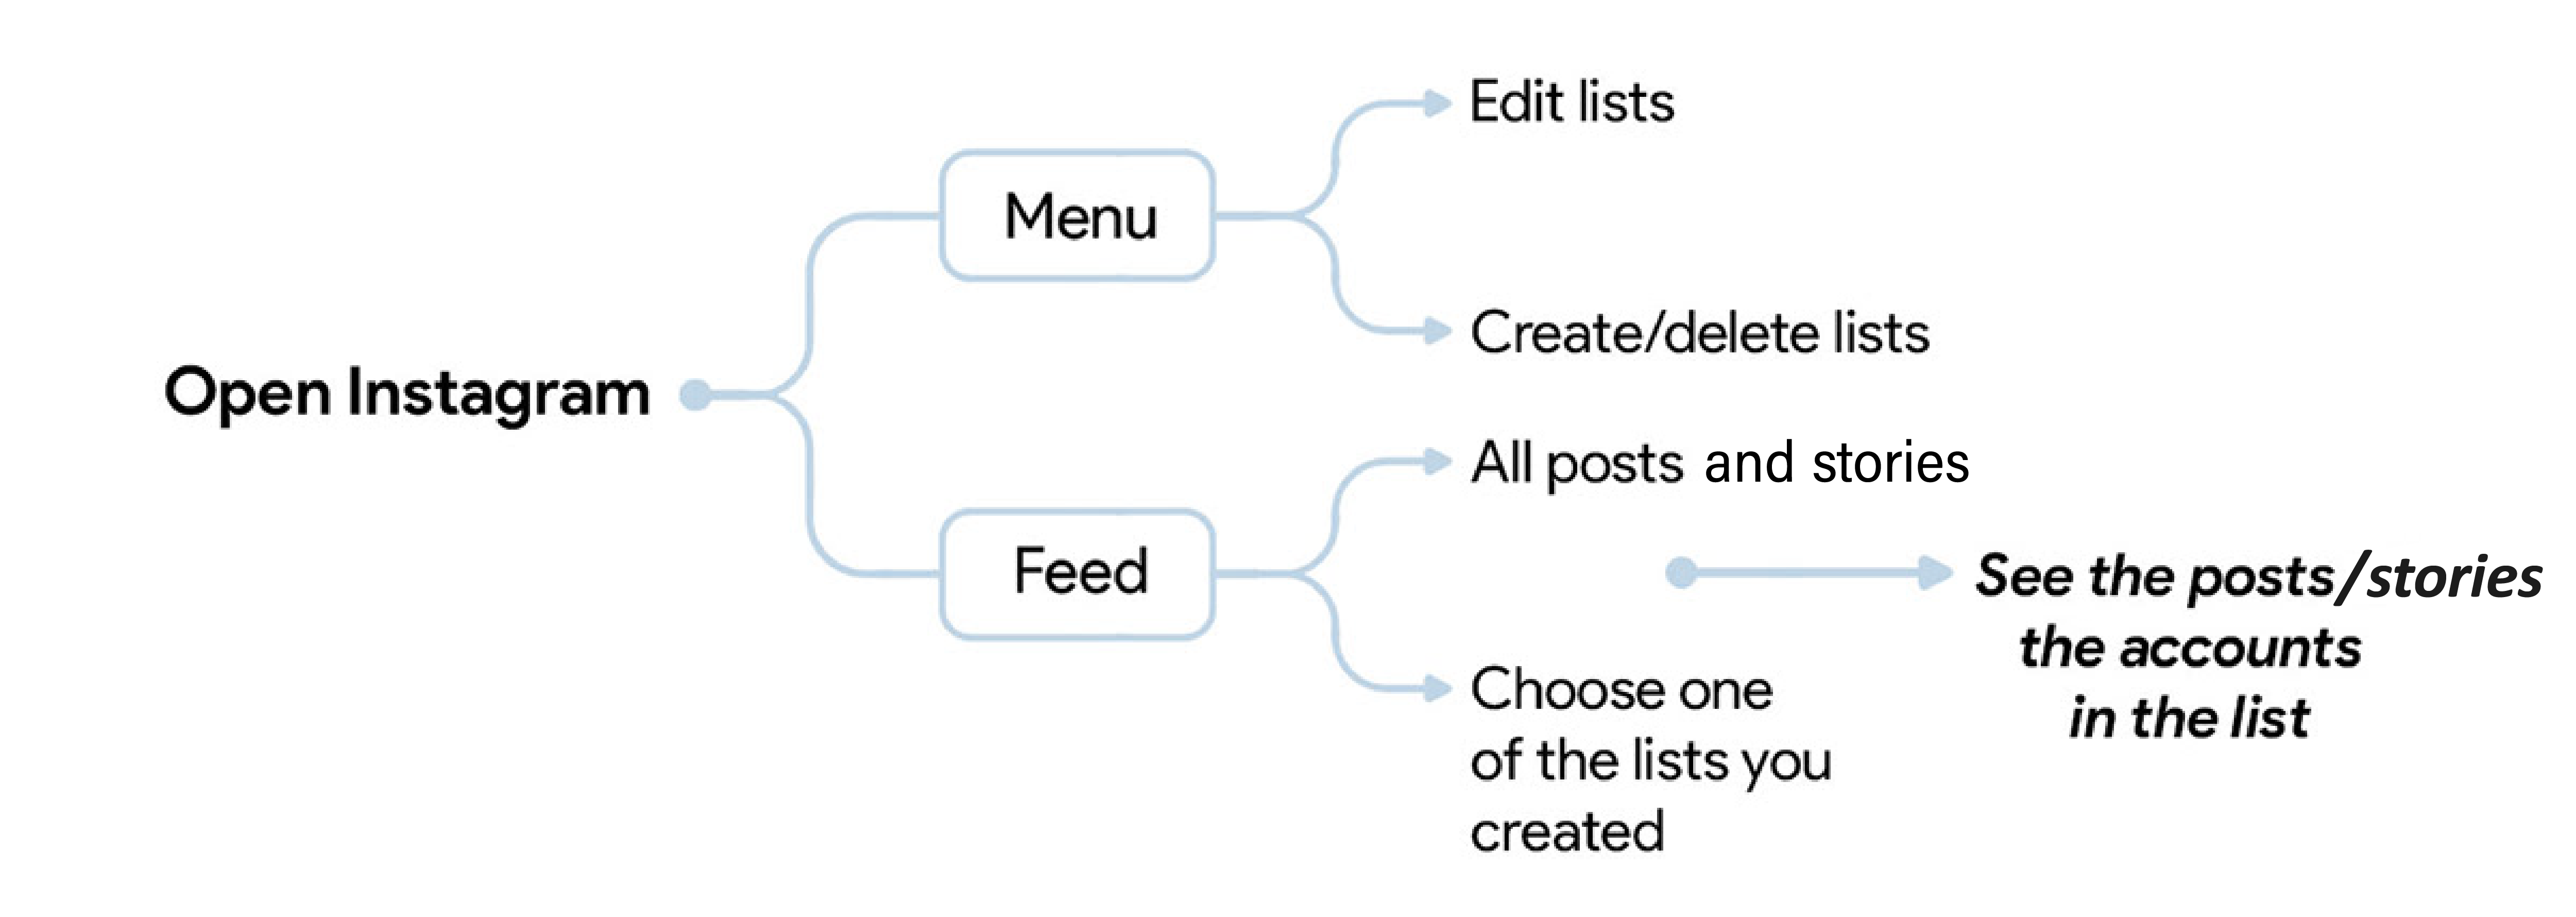 Open Instagram
Menu
Edit lists
Create/delete lists
Feed
All posts and stories
Choose one
of the lists you
created
See the posts/stories
the accounts
in the list